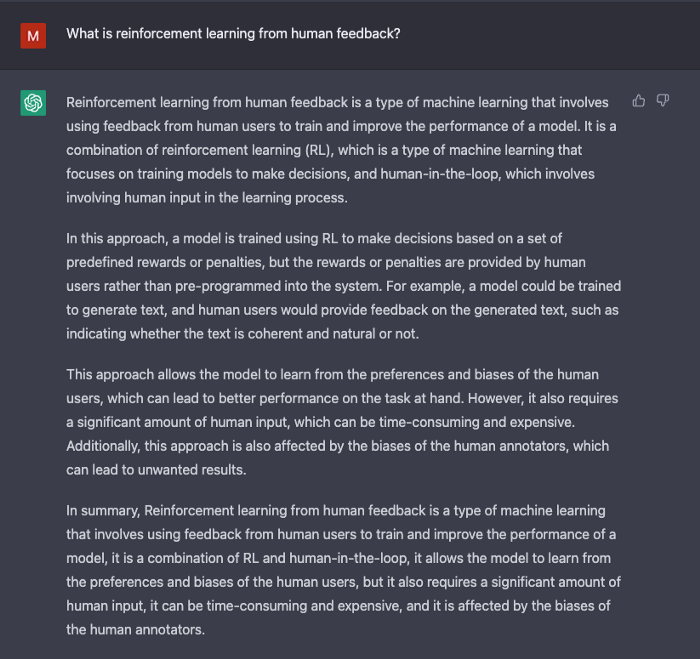 M
What is reinforcement learning from human feedback?
Reinforcement learning from human feedback is a type of machine learning that involves
using feedback from human users to train and improve the performance of a model. It is a
combination of reinforcement learning (RL), which is a type of machine learning that
focuses on training models to make decisions, and human-in-the-loop, which involves
involving human input in the learning process.
In this approach, a model is trained using RL to make decisions based on a set of
predefined rewards or penalties, but the rewards or penalties are provided by human
users rather than pre-programmed into the system. For example, a model could be trained
to generate text, and human users would provide feedback on the generated text, such as
indicating whether the text is coherent and natural or not.
This approach allows the model to learn from the preferences and biases of the human
users, which can lead to better performance on the task at hand. However, it also requires
a significant amount of human input, which can be time-consuming and expensive.
Additionally, this approach is also affected by the biases of the human annotators, which
can lead to unwanted results.
In summary, Reinforcement learning from human feedback is a type of machine learning
that involves using feedback from human users to train and improve the performance of a
model, it is a combination of RL and human-in-the-loop, it allows the model to learn from
the preferences and biases of the human users, but it also requires a significant amount of
human input, it can be time-consuming and expensive, and it is affected by the biases of
the human annotators.